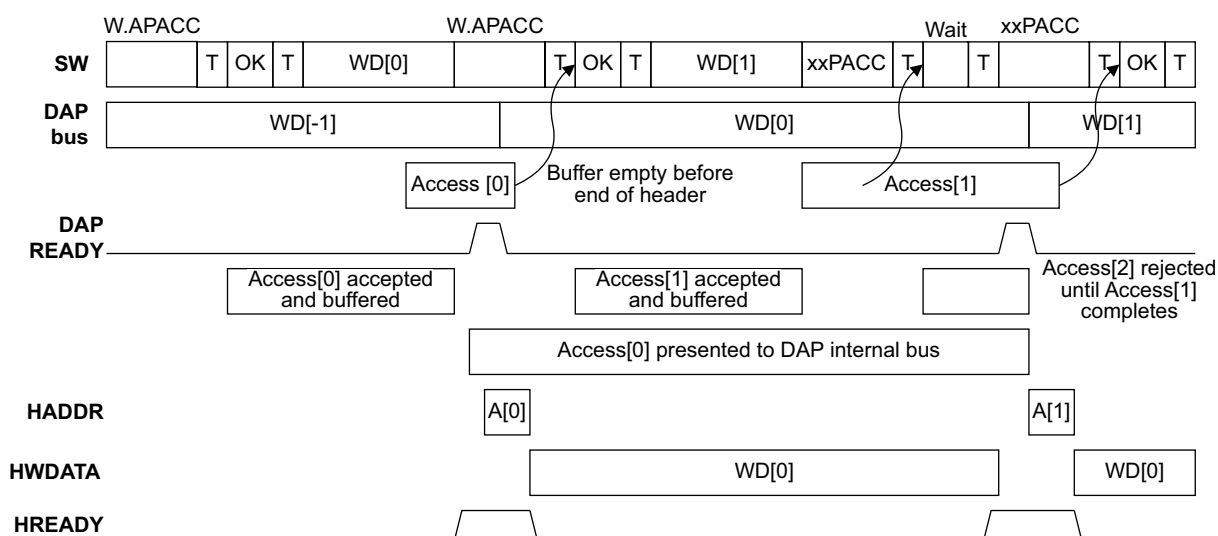 W.APACC W.APACC Wait xxPACC
SW T OK T WD[0] T OK T WD[1] xxPACC T T T OK T
DAP
bus
WD[-1] WD[0] WD[1]
Access [0] Buffer empty before
end of header
Access[1]
DAP
READY
Access[0] accepted
and buffered
Access[1] accepted
and buffered
Access[2] rejected
until Access[1]
completes
Access[0] presented to DAP internal bus
HADDR A[0] A[1]
HWDATA WD[0] WD[0]
HREADY